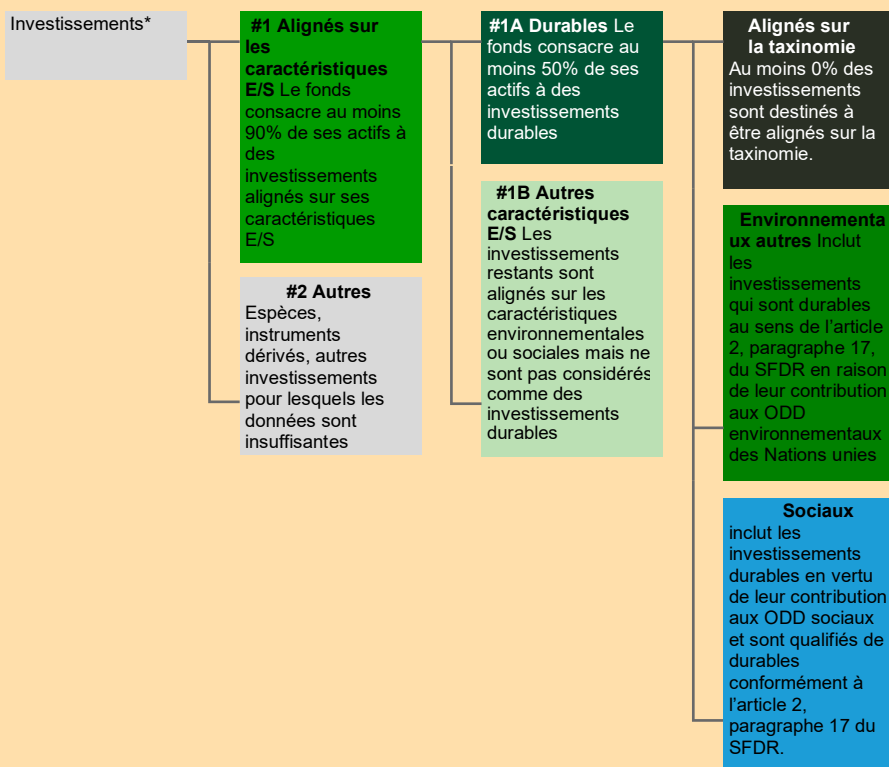 Investissements*
#1 Alignés sur
les
caractéristiques
E/S Le fonds
consacre au moins
90% de ses actifs à
des
investissements
alignés sur ses
caractéristiques
E/S
#2 Autres
Espèces,
instruments
dérivés, autres
investissements
pour lesquels les
données sont
insuffisantes
#1A Durables Le
fonds consacre au
moins 50% de ses
actifs à des
investissements
durables
#1B Autres
caractéristiques
E/S Les
investissements
restants sont
alignés sur les
caractéristiques
environnementales
ou sociales mais ne
sont pas considérés
comme des
investissements
durables
Alignés sur
la taxinomie
Au moins 0% des
investissements
sont destinés à
être alignés sur la
taxinomie.
Environnementa
ux autres Inclut
les
investissements
qui sont durables
au sens de l'article
2, paragraphe 17,
du SFDR en raison
de leur contribution
aux ODD
environnementaux
des Nations unies
Sociaux
inclut les
investissements
durables en vertu
de leur contribution
aux ODD sociaux
et sont qualifiés de
durables
conformément à
l'article 2,
paragraphe 17 du
SFDR.